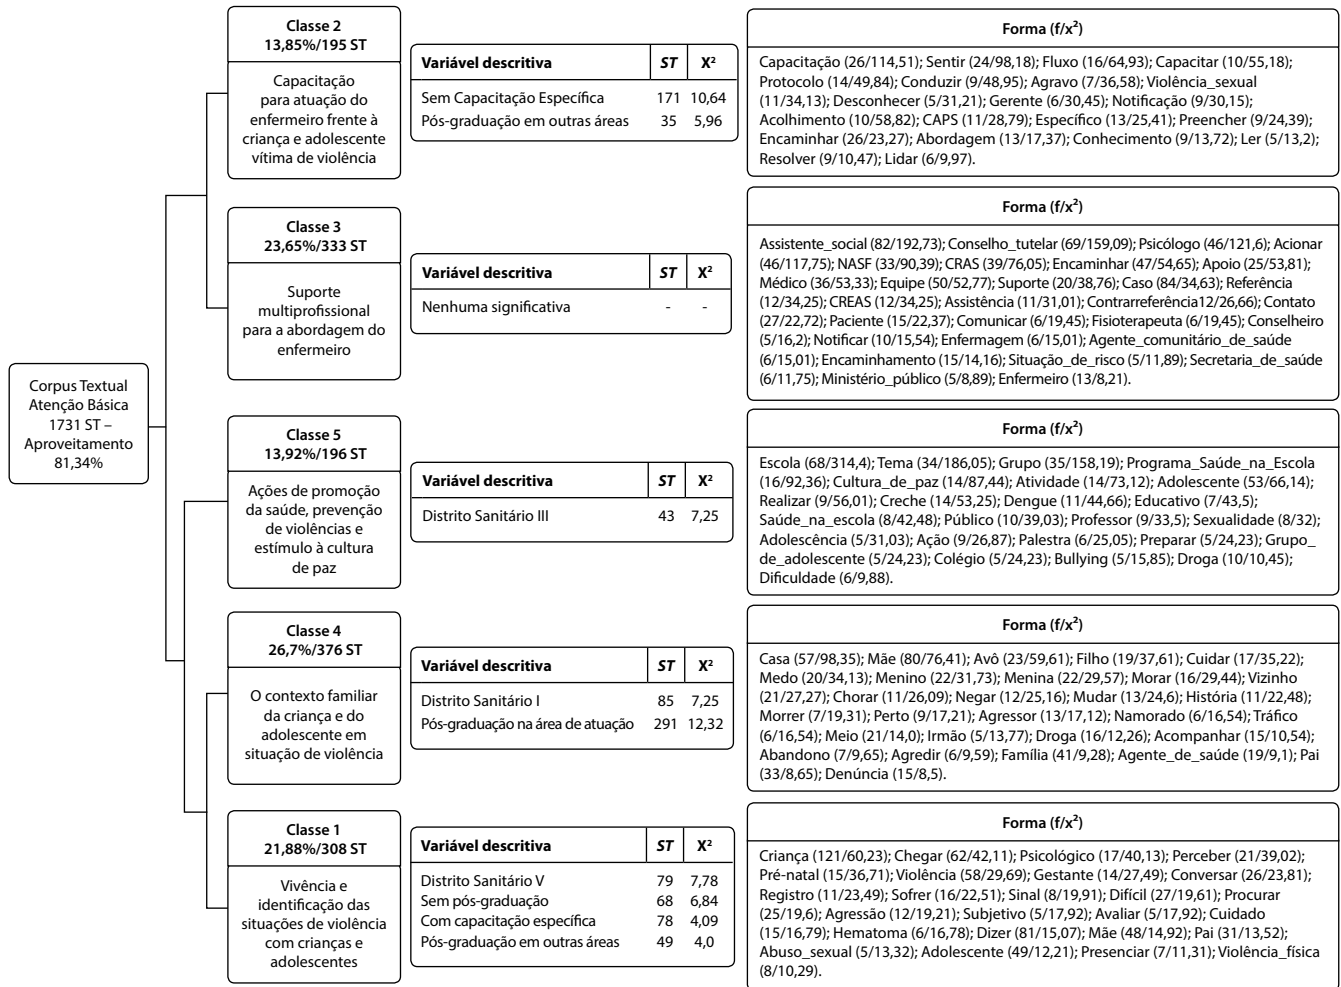 Corpus Textual
Atenção Básica
1731 ST –
Aproveitamento
81,34%
Classe 2
13,85%/195 ST
Capacitação
para atuação do
enfermeiro frente à
criança e adolescente
vítima de violência
Variável descritiva ST X²
Sem Capacitação Específica 171 10,64
Pós-graduação em outras áreas 35 5,96
Forma (f/x²)
Capacitação (26/114,51); Sentir (24/98,18); Fluxo (16/64,93); Capacitar (10/55,18);
Protocolo (14/49,84); Conduzir (9/48,95); Agravo (7/36,58); Violência_sexual
(11/34,13); Desconhecer (5/31,21); Gerente (6/30,45); Notificação (9/30,15);
Acolhimento (10/58,82); CAPS (11/28,79); Específico (13/25,41); Preencher (9/24,39);
Encaminhar (26/23,27); Abordagem (13/17,37); Conhecimento (9/13,72); Ler (5/13,2);
Resolver (9/10,47); Lidar (6/9,97).
Classe 3
23,65%/333 ST
Suporte
multiprofissional
para a abordagem do
enfermeiro
Variável descritiva ST X²
Nenhuma significativa - -
Forma (f/x²)
Assistente_social (82/192,73); Conselho_tutelar (69/159,09); Psicólogo (46/121,6); Acionar
(46/117,75); NASF (33/90,39); CRAS (39/76,05); Encaminhar (47/54,65); Apoio (25/53,81);
Médico (36/53,33); Equipe (50/52,77); Suporte (20/38,76); Caso (84/34,63); Referência
(12/34,25); CREAS (12/34,25); Assistência (11/31,01); Contrarreferência12/26,66); Contato
(27/22,72); Paciente (15/22,37); Comunicar (6/19,45); Fisioterapeuta (6/19,45); Conselheiro
(5/16,2); Notificar (10/15,54); Enfermagem (6/15,01); Agente_comunitário_de_saúde
(6/15,01); Encaminhamento (15/14,16); Situação_de_risco (5/11,89); Secretaria_de_saúde
(6/11,75); Ministério_público (5/8,89); Enfermeiro (13/8,21).
Classe 5
13,92%/196 ST
Ações de promoção
da saúde, prevenção
de violências e
estímulo à cultura
de paz
Variável descritiva ST X²
Distrito Sanitário III 43 7,25
Forma (f/x²)
Escola (68/314,4); Tema (34/186,05); Grupo (35/158,19); Programa_Saúde_na_Escola
(16/92,36); Cultura_de_paz (14/87,44); Atividade (14/73,12); Adolescente (53/66,14);
Realizar (9/56,01); Creche (14/53,25); Dengue (11/44,66); Educativo (7/43,5);
Saúde_na_escola (8/42,48); Público (10/39,03); Professor (9/33,5); Sexualidade (8/32);
Adolescência (5/31,03); Ação (9/26,87); Palestra (6/25,05); Preparar (5/24,23); Grupo_
de_adolescente (5/24,23); Colégio (5/24,23); Bullying (5/15,85); Droga (10/10,45);
Dificuldade (6/9,88).
Classe 4
26,7%/376 ST
O contexto familiar
da criança e do
adolescente em
situação de violência
Variável descritiva ST X²
Distrito Sanitário I 85 7,25
Pós-graduação na área de atuação 291 12,32
Forma (f/x²)
Casa (57/98,35); Mãe (80/76,41); Avô (23/59,61); Filho (19/37,61); Cuidar (17/35,22);
Medo (20/34,13); Menino (22/31,73); Menina (22/29,57); Morar (16/29,44); Vizinho
(21/27,27); Chorar (11/26,09); Negar (12/25,16); Mudar (13/24,6); História (11/22,48);
Morrer (7/19,31); Perto (9/17,21); Agressor (13/17,12); Namorado (6/16,54); Tráfico
(6/16,54); Meio (21/14,0); Irmão (5/13,77); Droga (16/12,26); Acompanhar (15/10,54);
Abandono (7/9,65); Agredir (6/9,59); Família (41/9,28); Agente_de_saúde (19/9,1); Pai
(33/8,65); Denúncia (15/8,5).
Classe 1
21,88%/308 ST
Vivência e
identificação das
situações de violência
com crianças e
adolescentes
Variável descritiva ST X²
Distrito Sanitário V 79 7,78
Sem pós-graduação 68 6,84
Com capacitação específica 78 4,09
Pós-graduação em outras áreas 49 4,0
Forma (f/x²)
Criança (121/60,23); Chegar (62/42,11); Psicológico (17/40,13); Perceber (21/39,02);
Pré-natal (15/36,71); Violência (58/29,69); Gestante (14/27,49); Conversar (26/23,81);
Registro (11/23,49); Sofrer (16/22,51); Sinal (8/19,91); Difícil (27/19,61); Procurar
(25/19,6); Agressão (12/19,21); Subjetivo (5/17,92); Avaliar (5/17,92); Cuidado
(15/16,79); Hematoma (6/16,78); Dizer (81/15,07); Mãe (48/14,92); Pai (31/13,52);
Abuso_sexual (5/13,32); Adolescente (49/12,21); Presenciar (7/11,31); Violência_física
(8/10,29).